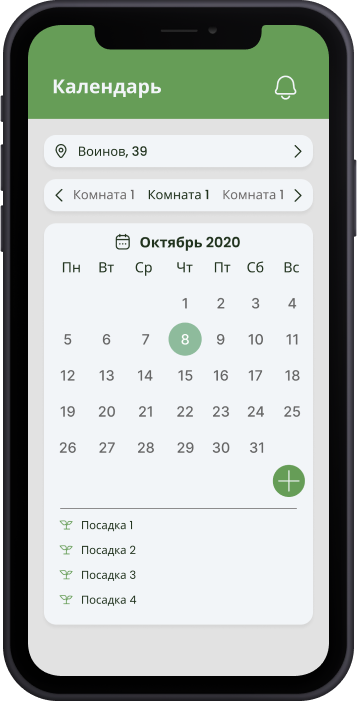 Календарь
Воинов, 39
Комната 1 Комната 1 Комната 1
Октябрь 2020
Пн Вт Ср Чт Пт Сб Вс
1 2 3 4
5 6 7 8 9 10 11
12 13 14 15 16 17 18
19 20 21 22 23 24 25
26 27 28 29 30 31
Посадка 1
Посадка 2
Посадка 3
Посадка 4